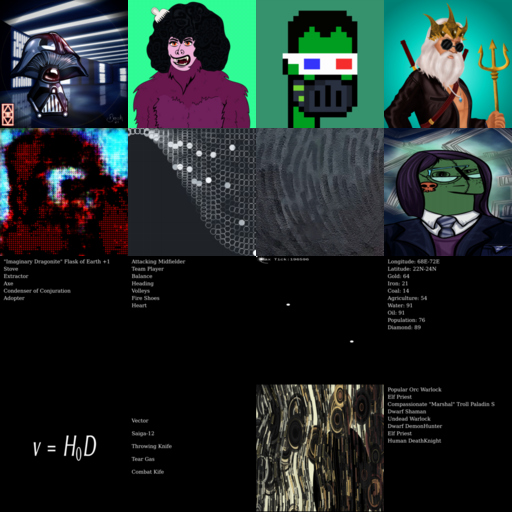 "Imaginary Dragonite" Flask of Earth +1
Stove
Extractor
Axe
Condenser of Conjuration
Adopter
Attacking Midfielder
Team Player
Balance
Heading
Volleys
Fire Shoes
Heart
Longitude: 68E-72E
Latitude: 22N-24N
Gold: 64
Iron: 21
Coal: 14
Agriculture: 54
Water: 91
Oil: 91
Population: 76
Diamond: 89
v = H₀D
Vector
Saiga-12
Throwing Knife
Tear Gas
Combat Kife
Popular Orc Warlock
Elf Priest
Compassionate "Marshal" Troll Paladin S
Dwarf Shaman
Undead Warlock
Dwarf DemonHunter
Elf Priest
Human DeathKnight